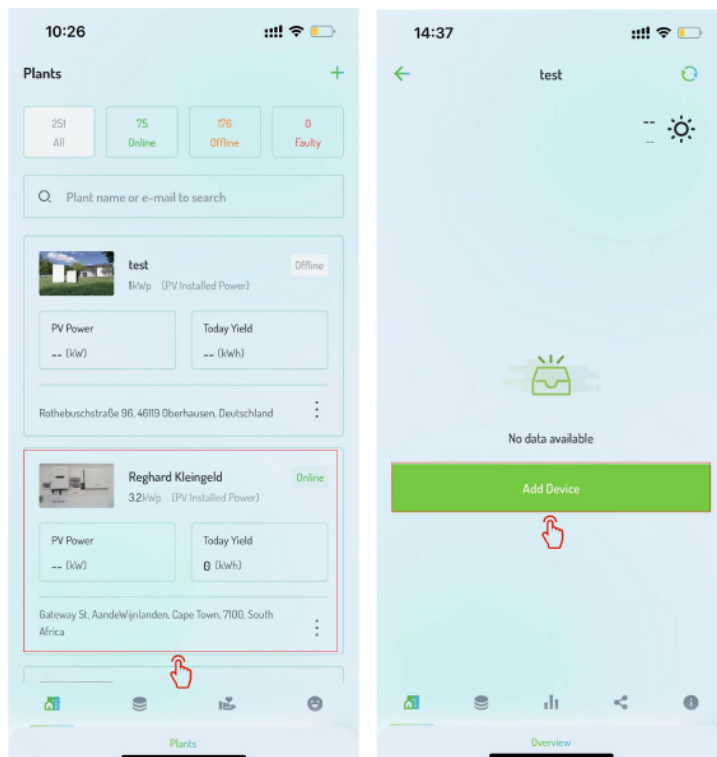 10:26
Plants
+
251
All
75
Online
176
Offline
0
Faulty
Plant name or e-mail to search
test
Offline
1kWp (PV Installed Power)
PV Power
-- (kW)
Today Yield
-- (kWh)
Rothebuschstraße 96, 46119 Oberhausen, Deutschland
Reghard Kleingeld
Online
3.2kWp (PV Installed Power)
PV Power
-- (kW)
Today Yield
0 (kWh)
Gateway St, AandeWijnlanden, Cape Town, 7100, South
Africa
Plants
14:37
test
--
--
No data available
Add Device
Overview